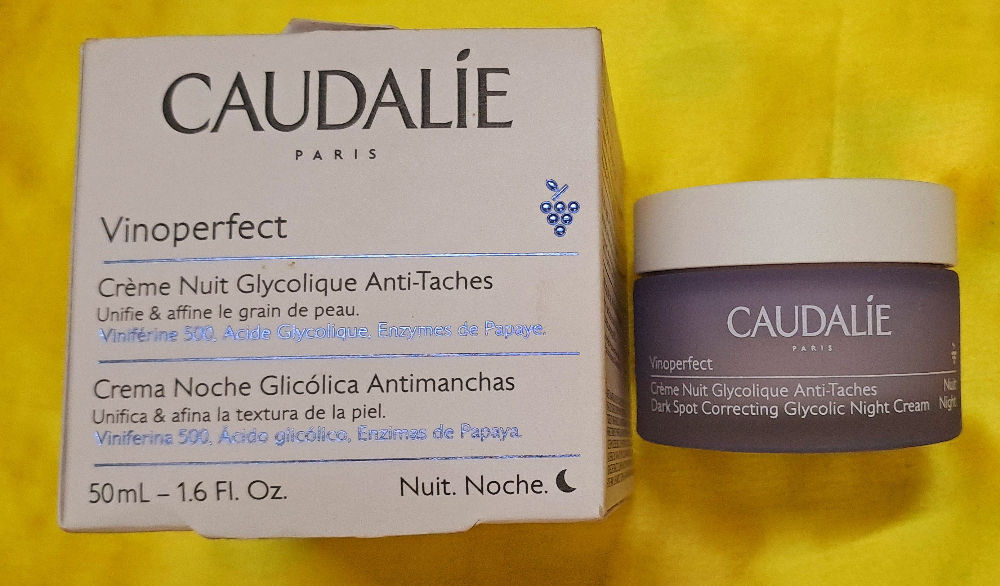 CAUDALÍE
PARIS
Vinoperfect
Crème Nuit Glycolique Anti-Taches
Unifie & affine le grain de peau.
Viniférine 500, Acide Glycolique, Enzymes de Papaye.
Crema Noche Glicólica Antimanchas
Unifica & afina la textura de la piel.
Viniferina 500, Ácido glicólico, Enzimas de Papaya.
50mL – 1.6 Fl. Oz.
Nuit. Noche.
CAUDALÍE
PARIS
Vinoperfect
Crème Nuit Glycolique Anti-Taches
Dark Spot Correcting Glycolic Night Cream
Nuit
Night